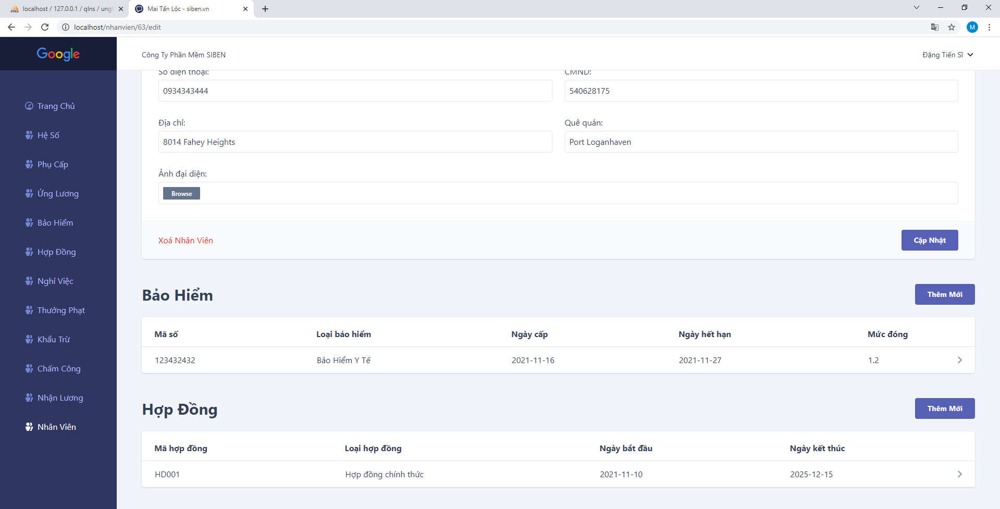 localhost / 127.0.0.1 / qlns / ungl
Mai Tấn Lộc - siben.vn
localhost/nhanvien/63/edit
M
Google
Công Ty Phần Mềm SIBEN
Đặng Tiến Sĩ
Trang Chủ
Hệ Số
Phụ Cấp
Ứng Lương
Bảo Hiểm
Hợp Đồng
Nghỉ Việc
Thưởng Phạt
Khẩu Trừ
Chấm Công
Nhận Lương
Nhân Viên
Số điện thoại:
CMND:
0934343444
540628175
Địa chỉ:
Quê quán:
8014 Fahey Heights
Port Loganhaven
Ảnh đại diện:
Browse
Xoá Nhân Viên
Cập Nhật
Bảo Hiểm
Thêm Mới
Mã số Loại bảo hiểm Ngày cấp Ngày hết hạn Mức đóng
123432432 Bảo Hiểm Y Tế 2021-11-16 2021-11-27 1.2
Hợp Đồng
Thêm Mới
Mã hợp đồng Loại hợp đồng Ngày bắt đầu Ngày kết thúc
HD001 Hợp đồng chính thức 2021-11-10 2025-12-15